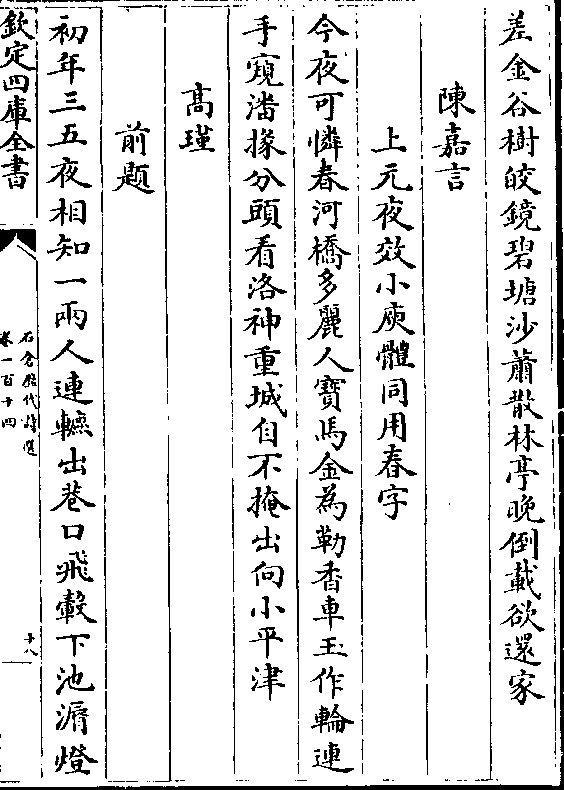 差金谷樹皎鏡碧塘沙蕭散林亭晚倒載欲還家
陳嘉言
上元夜效小庾體同用春字
今夜可憐春河橋多麗人寶馬金為勒香車玉作輪連
手窺潘掾分頭看洛神重城自不掩出向小平津
高瑾
前題
初年三五夜相知一兩人連轣出巷口飛轂下池漘燈
欽定四庫全書
石倉歷代詩選
卷一百十四
十八